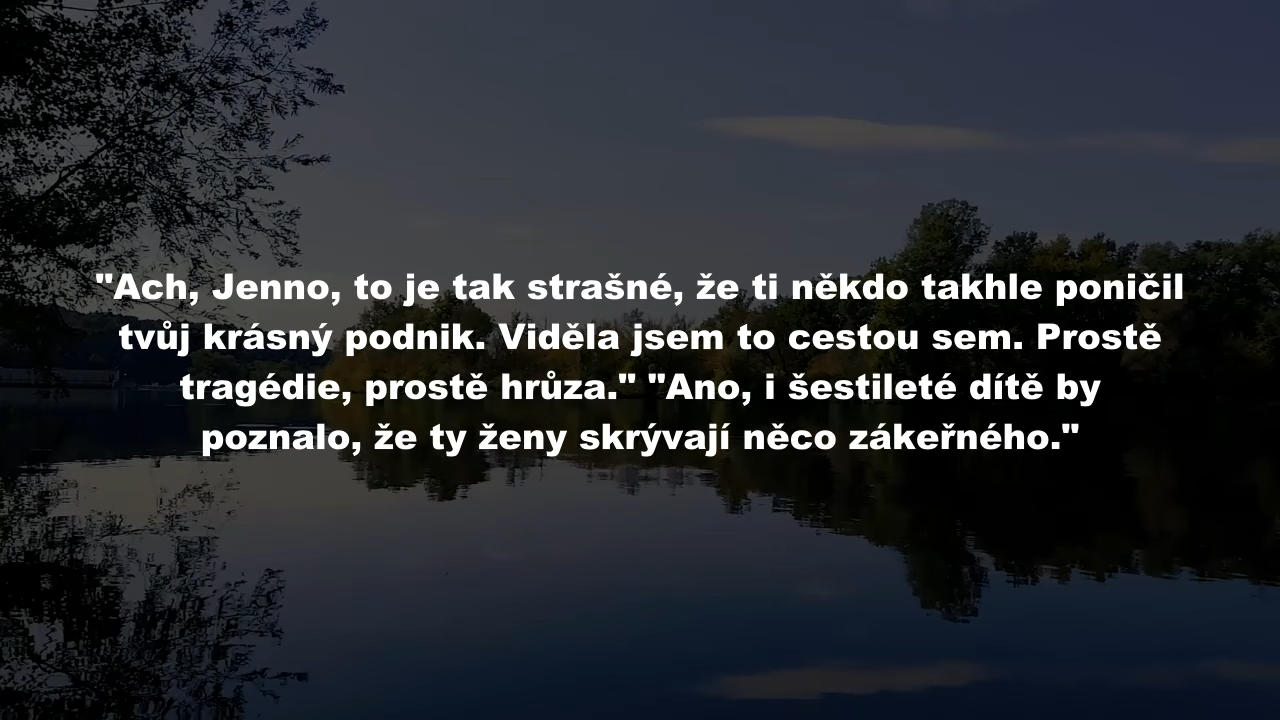 "Ach, Jenno, to je tak strašné, že ti někdo takhle poničil
tvůj krásný podnik. Viděla jsem to cestou sem. Prostě
tragédie, prostě hrůza." "Ano, i šestileté dítě by
poznalo, že ty ženy skrývají něco zákeřného."